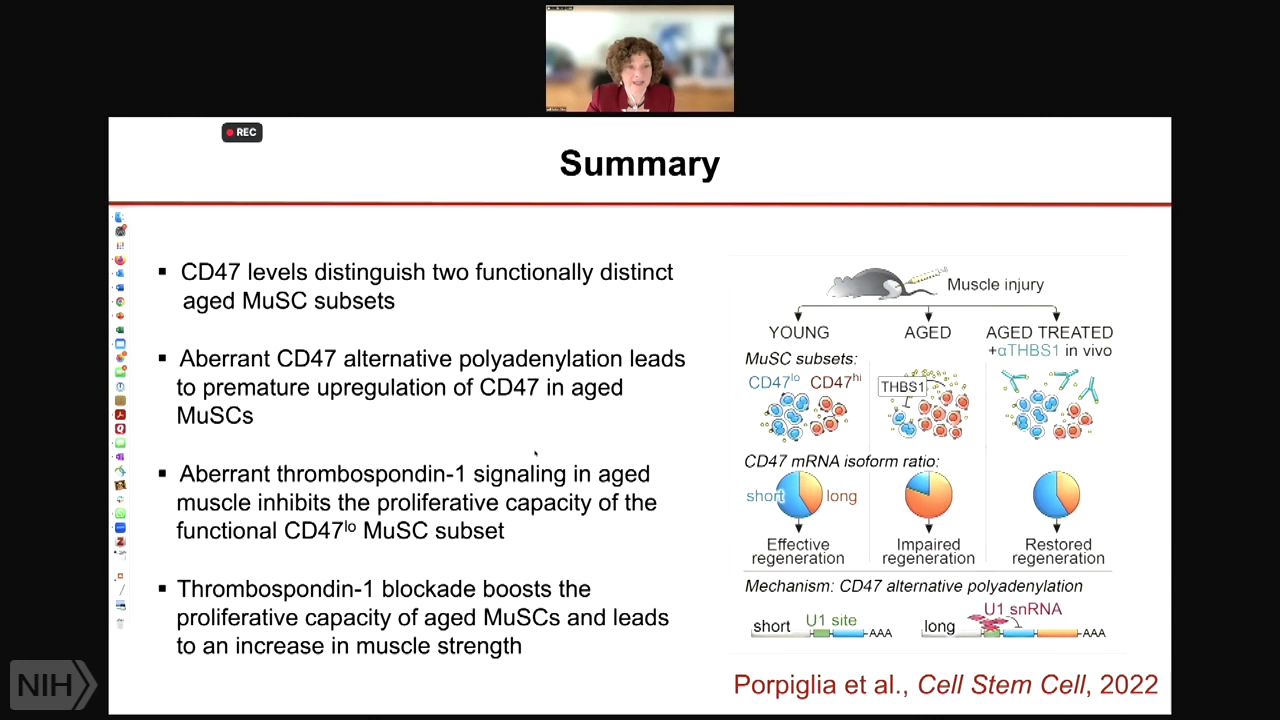 REC
Summary
▪ CD47 levels distinguish two functionally distinct
aged MuSC subsets
▪ Aberrant CD47 alternative polyadenylation leads
to premature upregulation of CD47 in aged
MuSCs
▪ Aberrant thrombospondin-1 signaling in aged
muscle inhibits the proliferative capacity of the
functional CD47ˡᵒ MuSC subset
▪ Thrombospondin-1 blockade boosts the
proliferative capacity of aged MuSCs and leads
to an increase in muscle strength
Muscle injury
YOUNG AGED AGED TREATED
+αTHBS1 in vivo
MuSC subsets:
CD47ˡᵒ CD47ʰⁱ THBS1
CD47 mRNA isoform ratio:
short long
Effective Impaired Restored
regeneration regeneration regeneration
Mechanism: CD47 alternative polyadenylation
short U1 site AAA long U1 snRNA AAA
Porpiglia et al., Cell Stem Cell, 2022
NIH